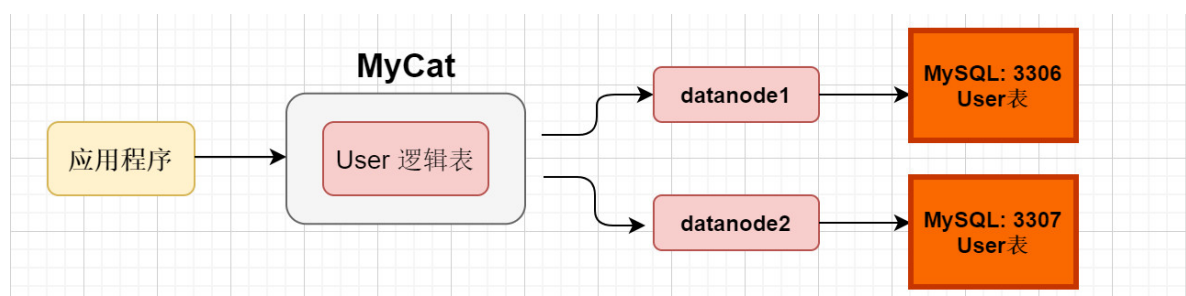 MyCat
应用程序
User 逻辑表
datanode1
MySQL: 3306
User表
datanode2
MySQL: 3307
User表